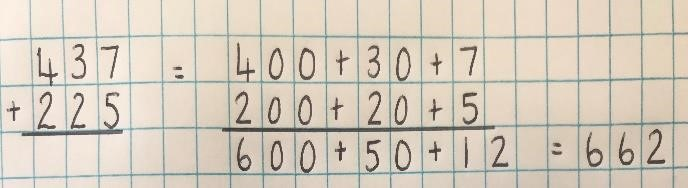 437 = 400 + 30 + 7
+ 225 200 + 20 + 5
600 + 50 + 12 = 662